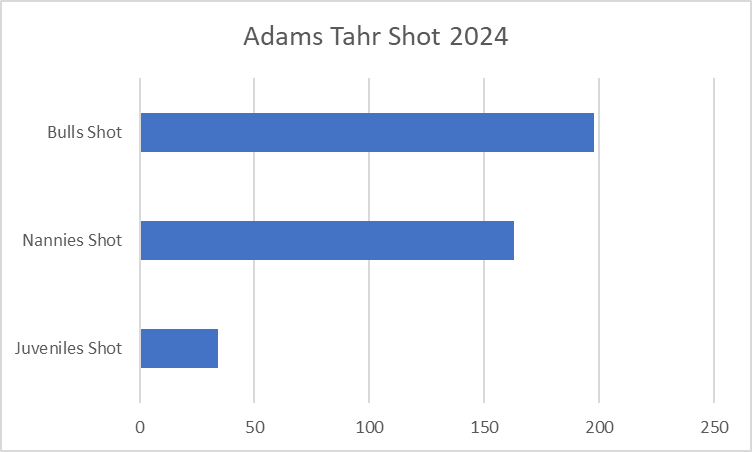 Adams Tahr Shot 2024
Bulls Shot
Nannies Shot
Juveniles Shot
0 50 100 150 200 250